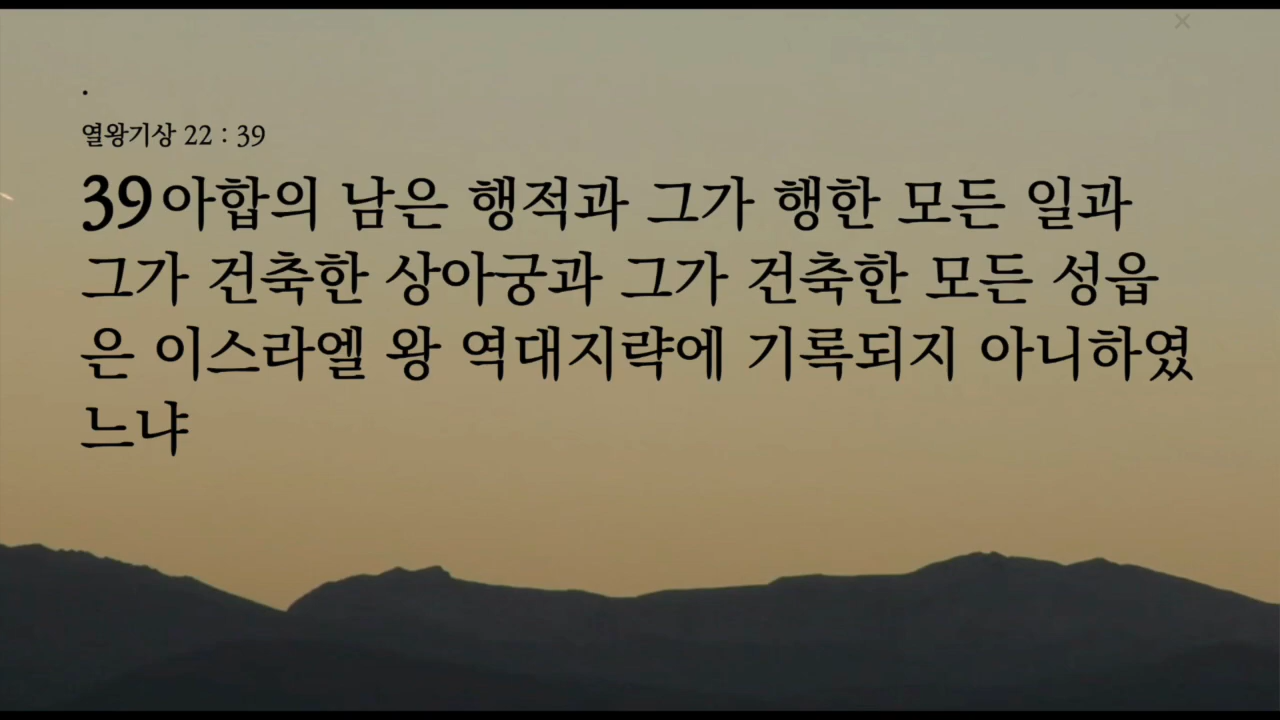 .
열왕기상 22 : 39
39아합의 남은 행적과 그가 행한 모든 일과
그가 건축한 상아궁과 그가 건축한 모든 성읍
은 이스라엘 왕 역대지략에 기록되지 아니하였
느냐